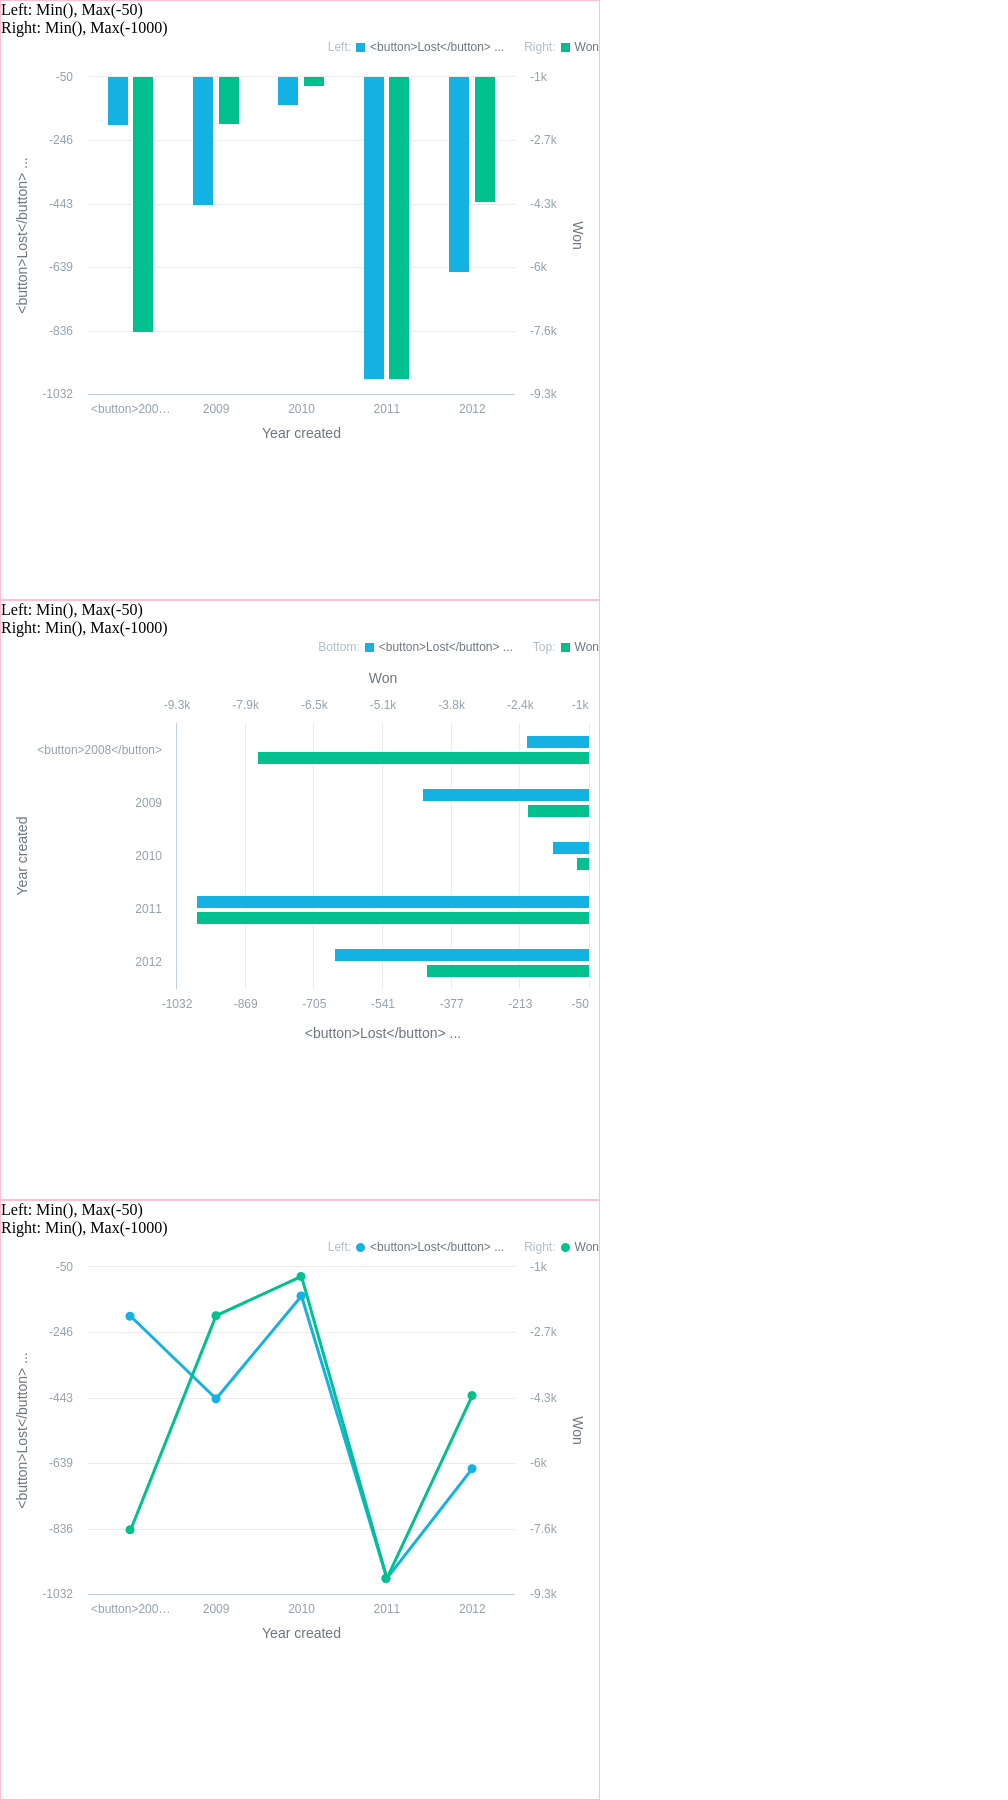 Left: Min(), Max(-50)
Right: Min(), Max(-1000)
Left: <button>Lost</button> ... Right: Won
-50 -1k
-246 -2.7k
-443 -4.3k
-639 -6k
-836 -7.6k
-1032 -9.3k
<button>Lost</button> ...
Won
<button>200… 2009 2010 2011 2012
Year created
Left: Min(), Max(-50)
Right: Min(), Max(-1000)
Bottom: <button>Lost</button> ... Top: Won
Won
-9.3k -7.9k -6.5k -5.1k -3.8k -2.4k -1k
<button>2008</button>
2009
2010
2011
2012
Year created
-1032 -869 -705 -541 -377 -213 -50
<button>Lost</button> ...
Left: Min(), Max(-50)
Right: Min(), Max(-1000)
Left: <button>Lost</button> ... Right: Won
-50 -1k
-246 -2.7k
-443 -4.3k
-639 -6k
-836 -7.6k
-1032 -9.3k
<button>Lost</button> ...
Won
<button>200… 2009 2010 2011 2012
Year created